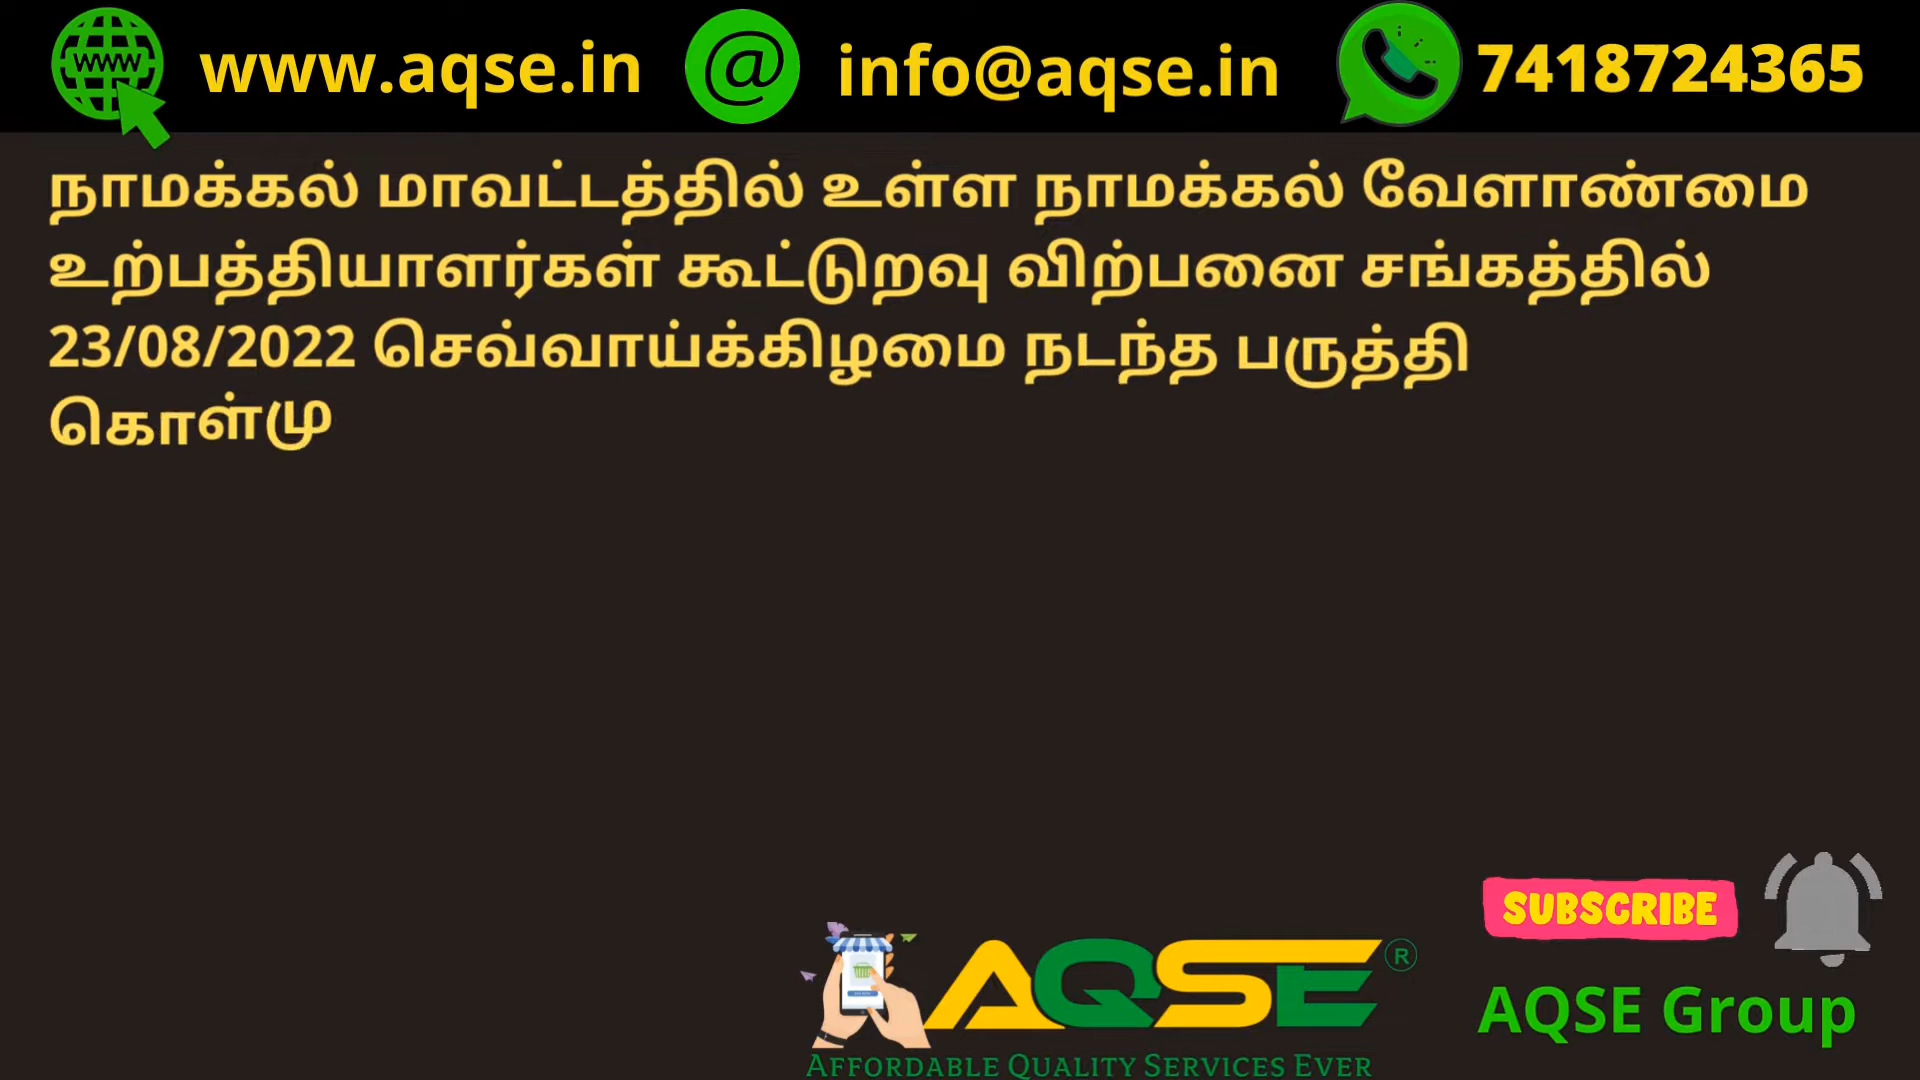 www.aqse.in
info@aqse.in
7418724365
நாமக்கல் மாவட்டத்தில் உள்ள நாமக்கல் வேளாண்மை
உற்பத்தியாளர்கள் கூட்டுறவு விற்பனை சங்கத்தில்
23/08/2022 செவ்வாய்க்கிழமை நடந்த பருத்தி
கொள்மு
SUBSCRIBE
AQSE ®
AQSE Group
AFFORDABLE QUALITY SERVICES EVER